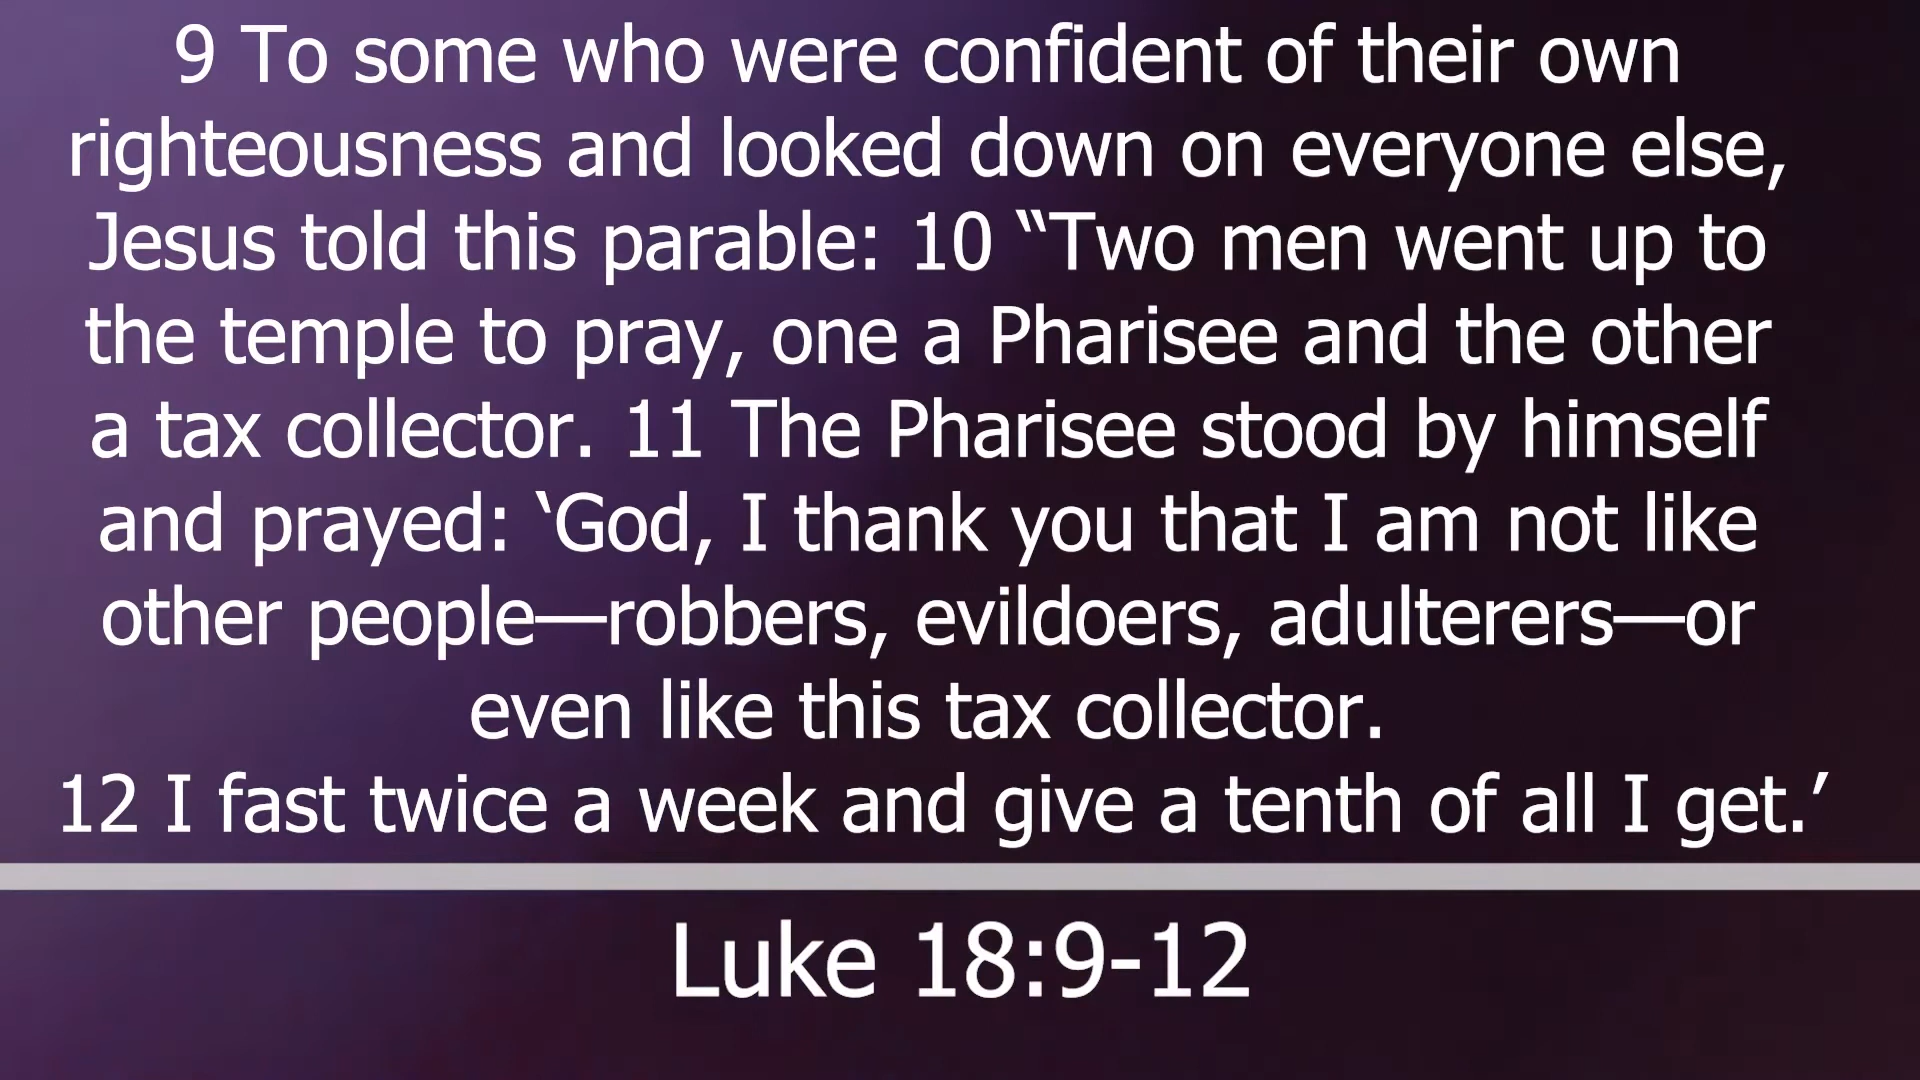 9 To some who were confident of their own
righteousness and looked down on everyone else,
Jesus told this parable: 10 “Two men went up to
the temple to pray, one a Pharisee and the other
a tax collector. 11 The Pharisee stood by himself
and prayed: ‘God, I thank you that I am not like
other people—robbers, evildoers, adulterers—or
even like this tax collector.
12 I fast twice a week and give a tenth of all I get.’
Luke 18:9-12